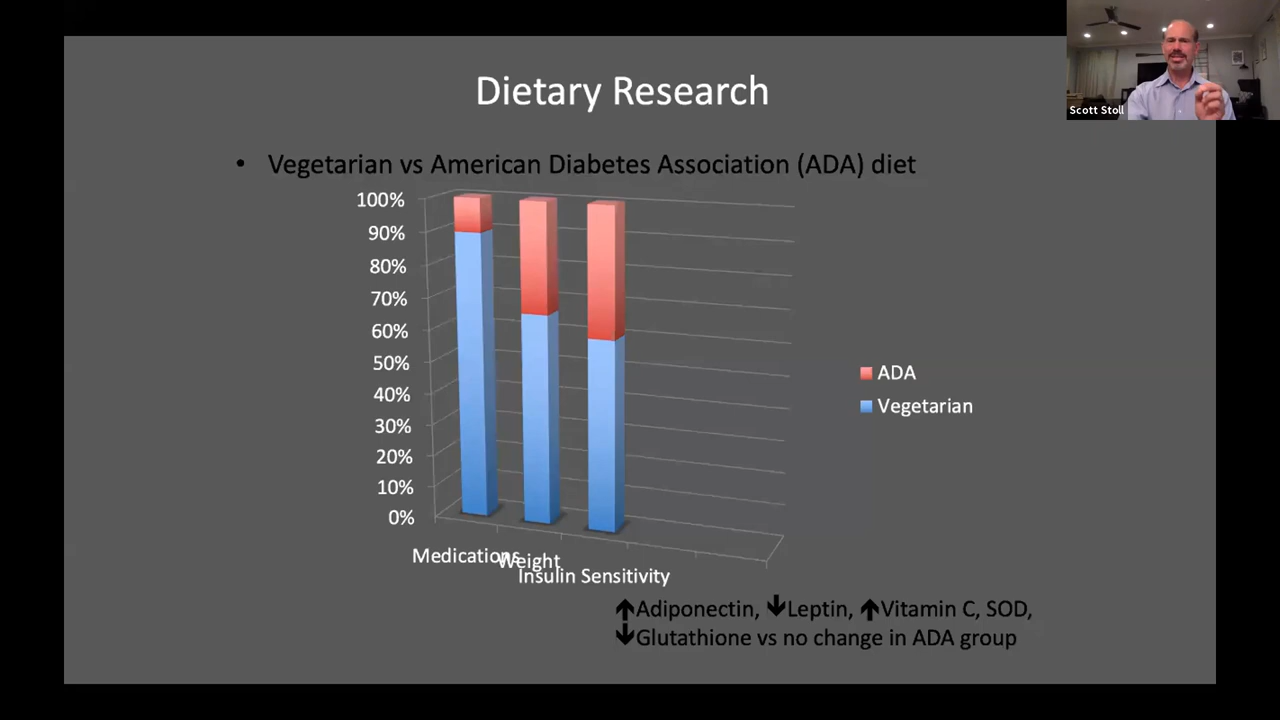 Scott Stoll
Dietary Research
• Vegetarian vs American Diabetes Association (ADA) diet
100%
90%
80%
70%
60%
50%
40%
30%
20%
10%
0%
Medications
Weight
Insulin Sensitivity
ADA
Vegetarian
⬆Adiponectin, ⬇Leptin, ⬆Vitamin C, SOD,
⬇Glutathione vs no change in ADA group